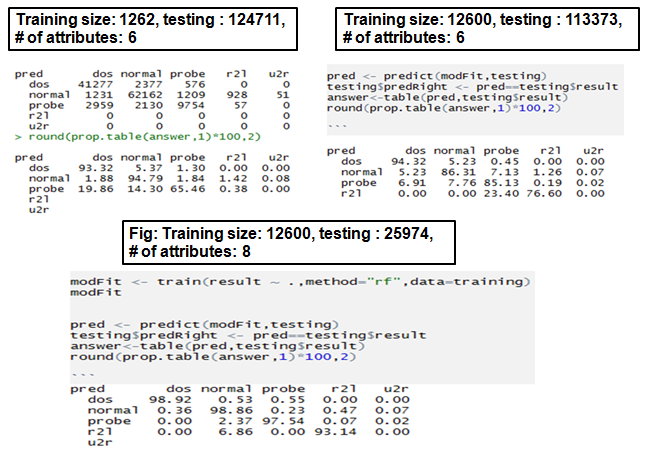 Training size: 1262, testing : 124711,
# of attributes: 6
pred dos normal probe r2l u2r
dos 41277 2377 576 0 0
normal 1231 62162 1209 928 51
probe 2959 2130 9754 57 0
r2l 0 0 0 0 0
u2r 0 0 0 0 0
> round(prop.table(answer,1)*100,2)
pred dos normal probe r2l u2r
dos 93.32 5.37 1.30 0.00 0.00
normal 1.88 94.79 1.84 1.42 0.08
probe 19.86 14.30 65.46 0.38 0.00
r2l
u2r
Training size: 12600, testing : 113373,
# of attributes: 6
pred <- predict(modFit,testing)
testing$predRight <- pred==testing$result
answer<-table(pred,testing$result)
round(prop.table(answer,1)*100,2)
```
pred dos normal probe r2l u2r
dos 94.32 5.23 0.45 0.00 0.00
normal 5.23 86.31 7.13 1.26 0.07
probe 6.91 7.76 85.13 0.19 0.02
r2l 0.00 0.00 23.40 76.60 0.00
Fig: Training size: 12600, testing : 25974,
# of attributes: 8
modFit <- train(result ~ .,method="rf",data=training)
modFit
pred <- predict(modFit,testing)
testing$predRight <- pred==testing$result
answer<-table(pred,testing$result)
round(prop.table(answer,1)*100,2)
```
pred dos normal probe r2l u2r
dos 98.92 0.53 0.55 0.00 0.00
normal 0.36 98.86 0.23 0.47 0.07
probe 0.00 2.37 97.54 0.07 0.02
r2l 0.00 6.86 0.00 93.14 0.00
u2r